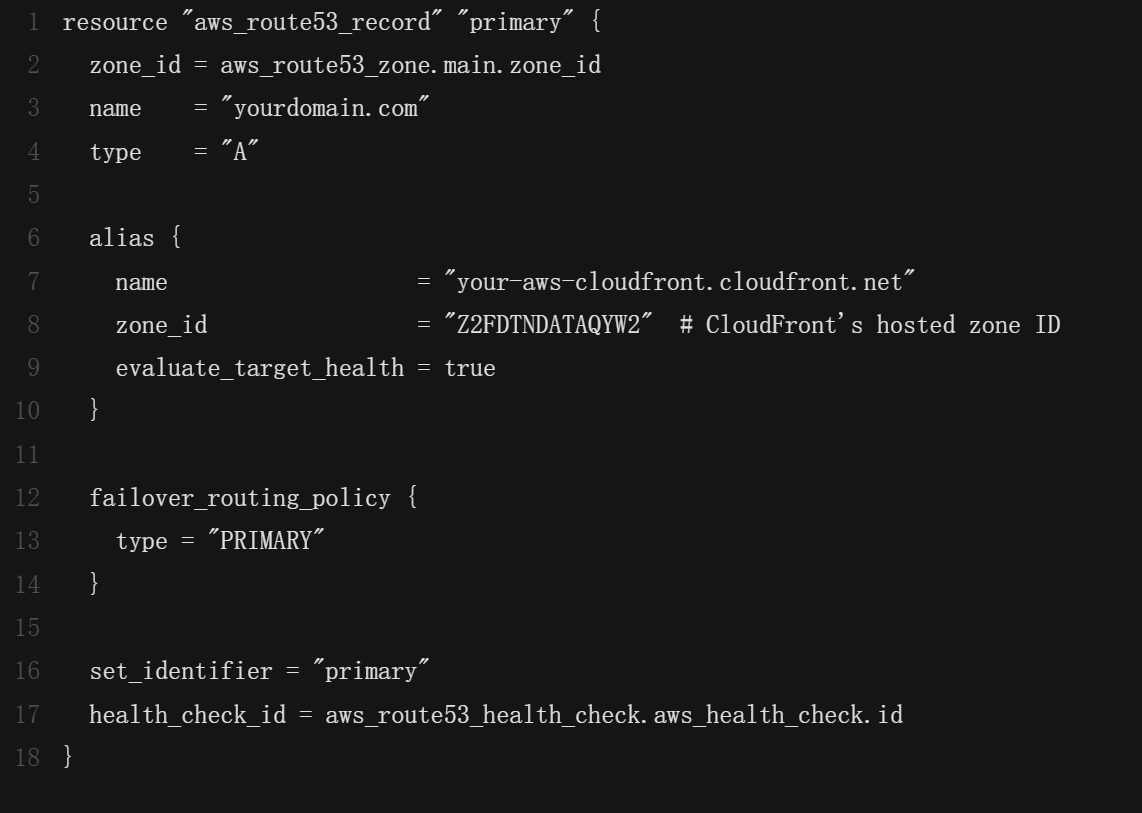 1 resource "aws_route53_record" "primary" {
2   zone_id = aws_route53_zone.main.zone_id
3   name    = "yourdomain.com"
4   type    = "A"
5
6   alias {
7     name                   = "your-aws-cloudfront.cloudfront.net"
8     zone_id                = "Z2FDTNDATAQYW2"  # CloudFront's hosted zone ID
9     evaluate_target_health = true
10   }
11
12   failover_routing_policy {
13     type = "PRIMARY"
14   }
15
16   set_identifier = "primary"
17   health_check_id = aws_route53_health_check.aws_health_check.id
18 }